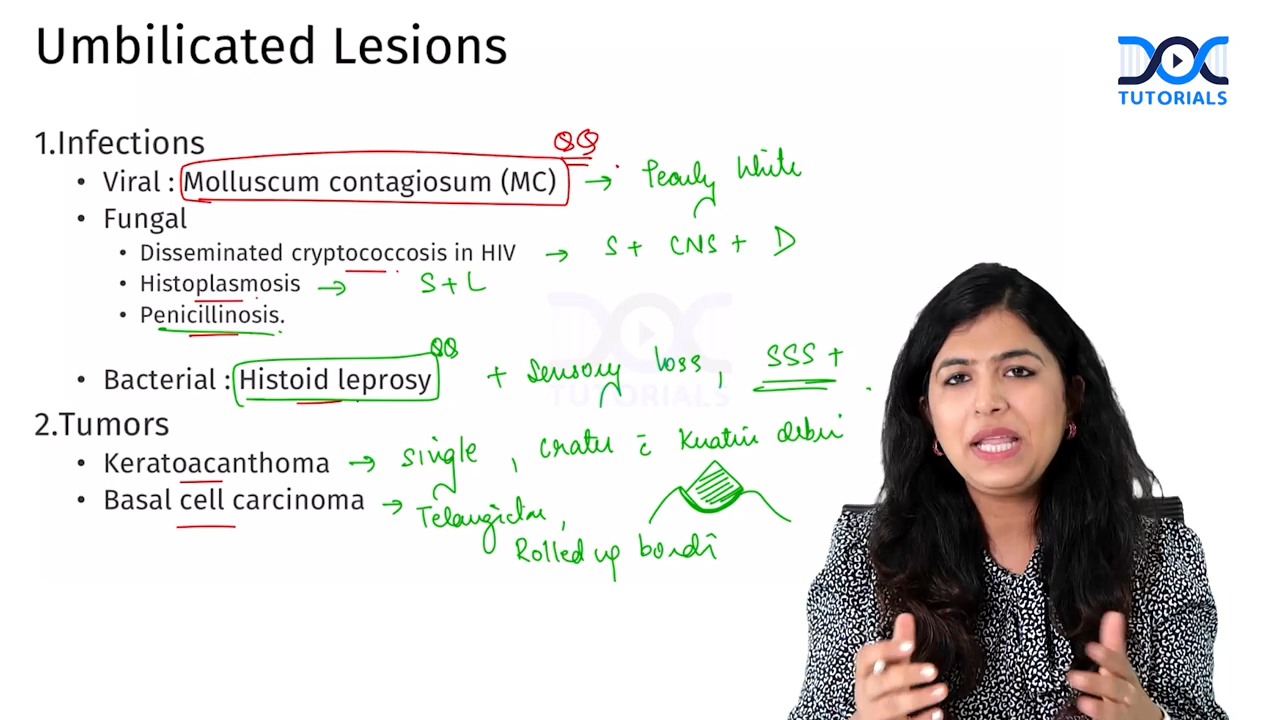 Umbilicated Lesions
DOC
TUTORIALS
1.Infections
QQ
• Viral : Molluscum contagiosum (MC) → Pearly White
• Fungal
• Disseminated cryptococcosis in HIV → S + CNS + D
• Histoplasmosis → S + L
• Penicillinosis.
QQ
• Bacterial : Histoid leprosy + Sensory loss, SSS +
TUTORIALS
2.Tumors
• Keratoacanthoma → Single, crater c̄ Keratin debri
• Basal cell carcinoma → 
Rolled up